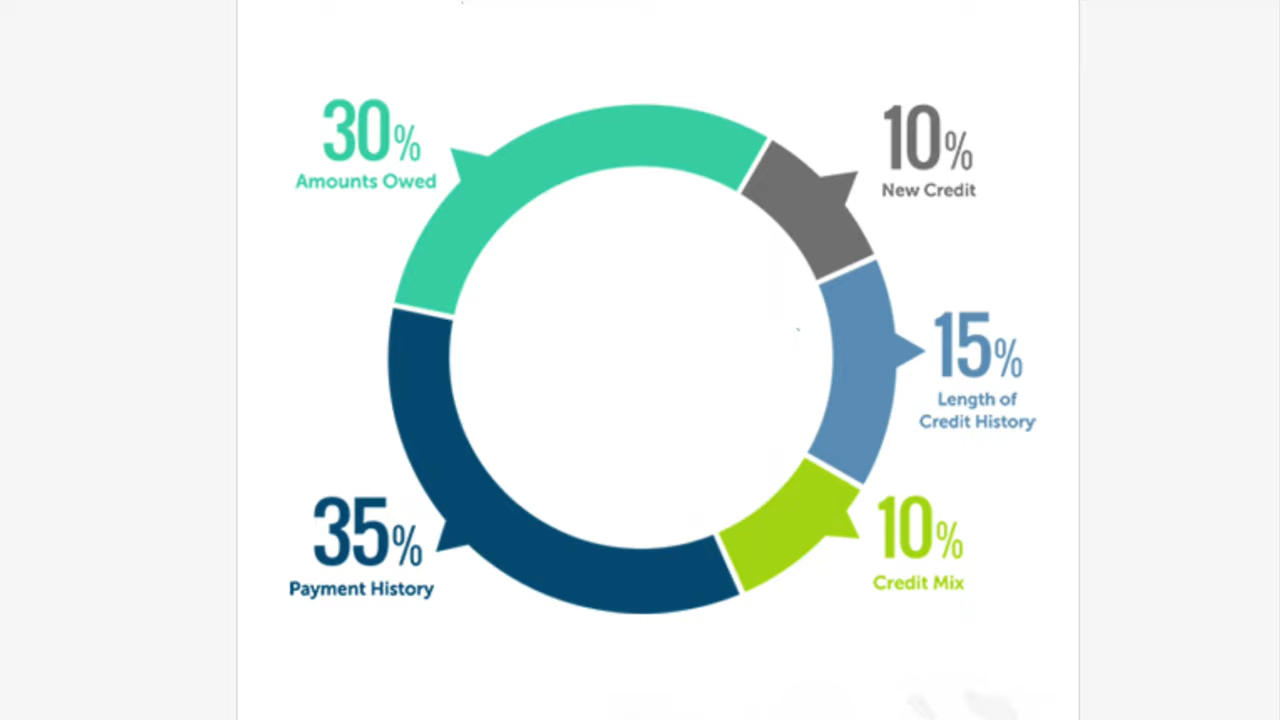 30%
Amounts Owed
10%
New Credit
15%
Length of
Credit History
35%
Payment History
10%
Credit Mix